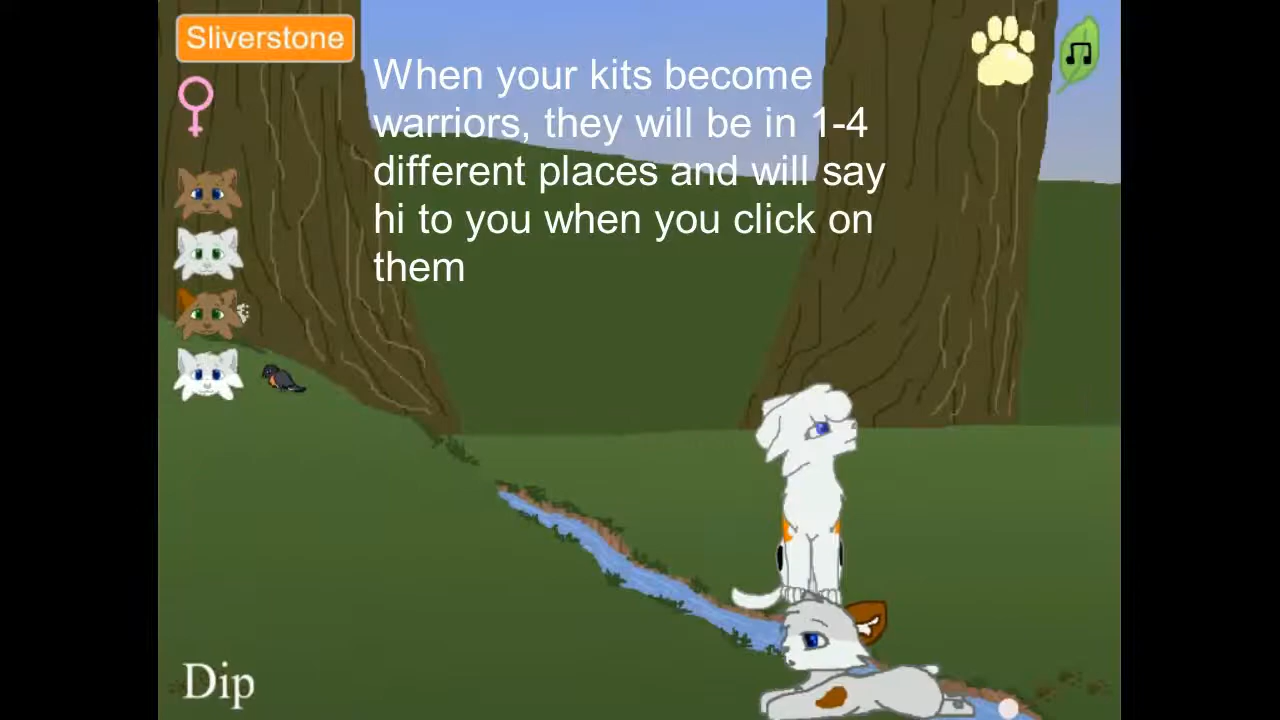 Sliverstone
When your kits become
warriors, they will be in 1-4
different places and will say
hi to you when you click on
them
Dip